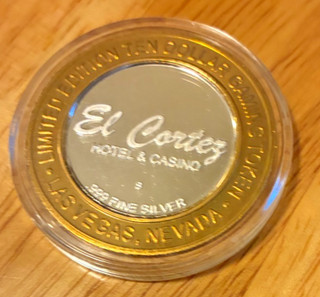 LIMITED EDITION TEN DOLLAR GAMING TOKEN
El Cortez
HOTEL & CASINO
S
.999 FINE SILVER
• LAS VEGAS, NEVADA •